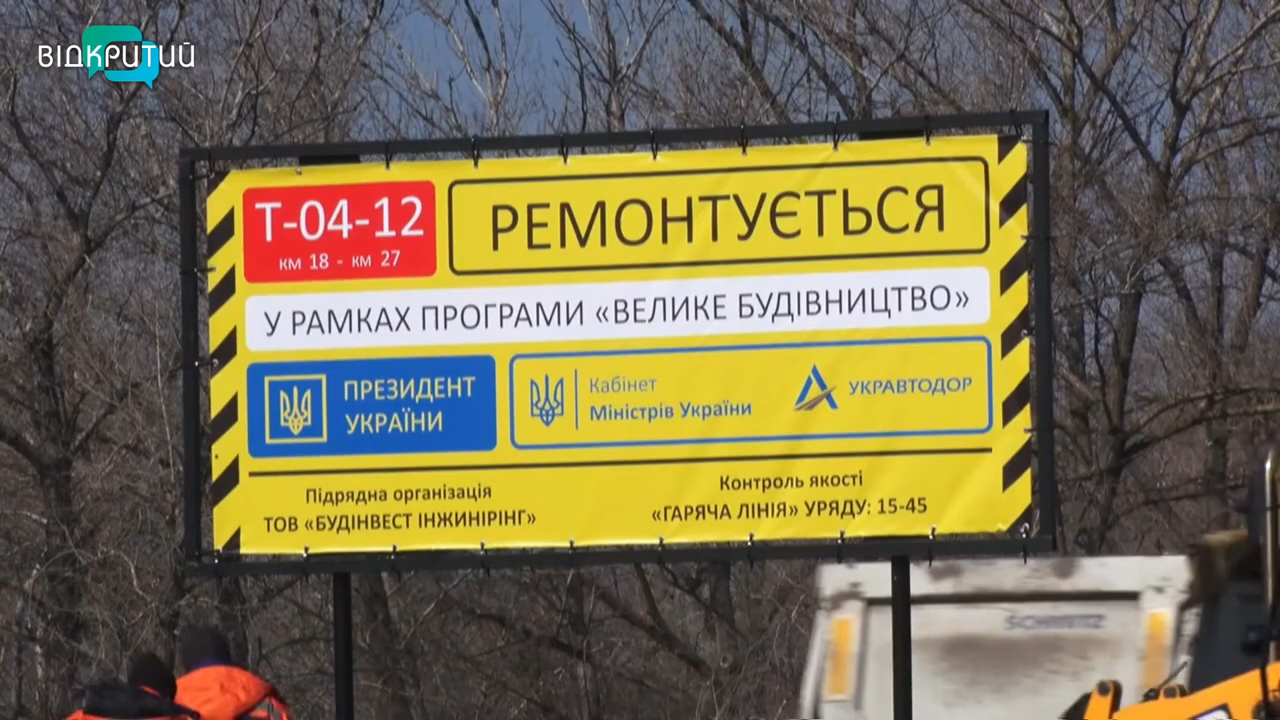 ВІДКРИТИЙ
Т-04-12
км 18 - км 27
РЕМОНТУЄТЬСЯ
У РАМКАХ ПРОГРАМИ «ВЕЛИКЕ БУДІВНИЦТВО»
ПРЕЗИДЕНТ
УКРАЇНИ
Кабінет
Міністрів України
УКРАВТОДОР
Підрядна організація
ТОВ «БУДІНВЕСТ ІНЖИНІРІНГ»
Контроль якості
«ГАРЯЧА ЛІНІЯ» УРЯДУ: 15-45